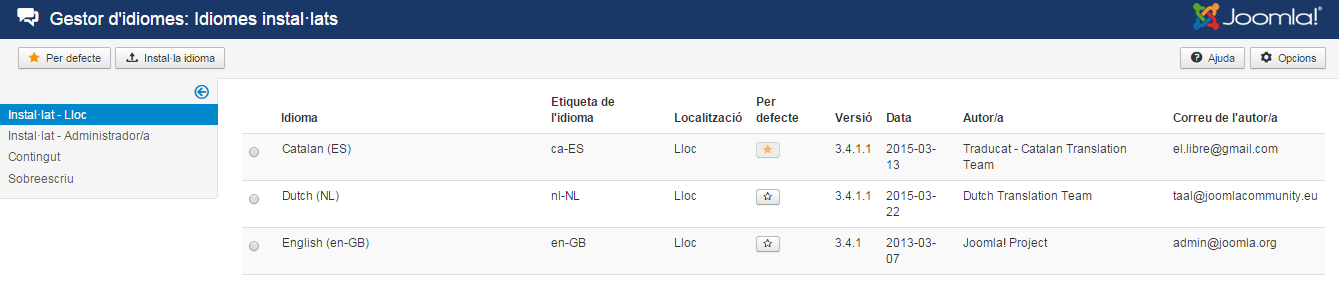 Gestor d'idiomes: Idiomes instal·lats
Joomla!®
Per defecte
Instal·la idioma
Ajuda
Opcions
Instal·lat - Lloc
Instal·lat - Administrador/a
Contingut
Sobreescriu
Idioma
Etiqueta de
l'idioma
Localització
Per
defecte
Versió
Data
Autor/a
Correu de l'autor/a
Catalan (ES)
ca-ES
Lloc
3.4.1.1
2015-03-
13
Traducat - Catalan Translation
Team
el.libre@gmail.com
Dutch (NL)
nl-NL
Lloc
3.4.1.1
2015-03-
22
Dutch Translation Team
taal@joomlacommunity.eu
English (en-GB)
en-GB
Lloc
3.4.1
2013-03-
07
Joomla! Project
admin@joomla.org